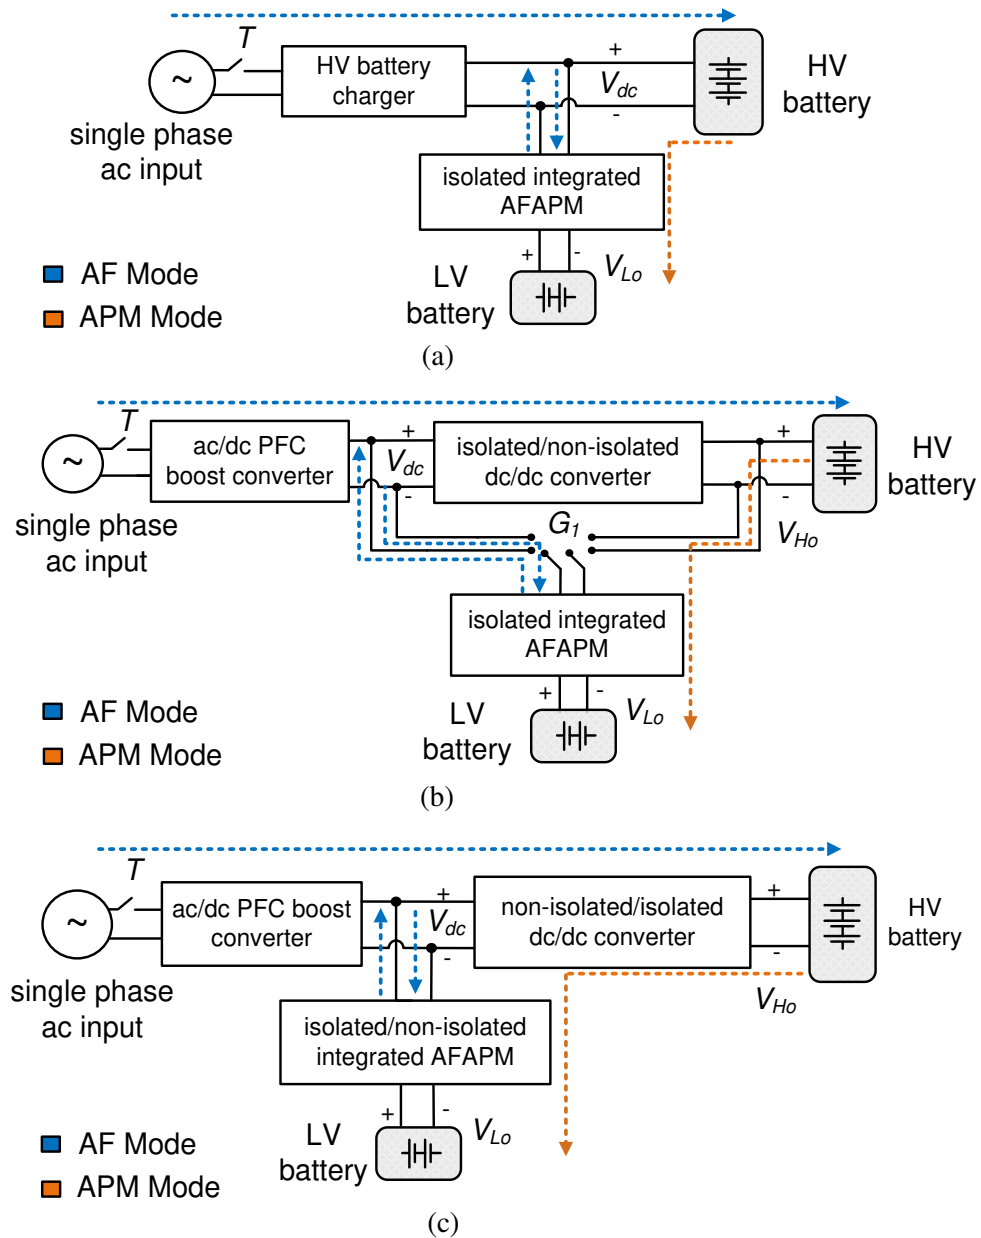 T
HV battery
charger
+
V_dc
-
HV
battery
single phase
ac input
isolated integrated
AFAPM
+ -
V_Lo
LV
battery
AF Mode
APM Mode
(a)
T
ac/dc PFC
boost converter
+
V_dc
-
isolated/non-isolated
dc/dc converter
+
-
HV
battery
single phase
ac input
G_1
V_Ho
isolated integrated
AFAPM
+ -
V_Lo
LV
battery
AF Mode
APM Mode
(b)
T
ac/dc PFC boost
converter
+
V_dc
-
non-isolated/isolated
dc/dc converter
+
-
HV
battery
single phase
ac input
V_Ho
isolated/non-isolated
integrated AFAPM
+ -
V_Lo
LV
battery
AF Mode
APM Mode
(c)